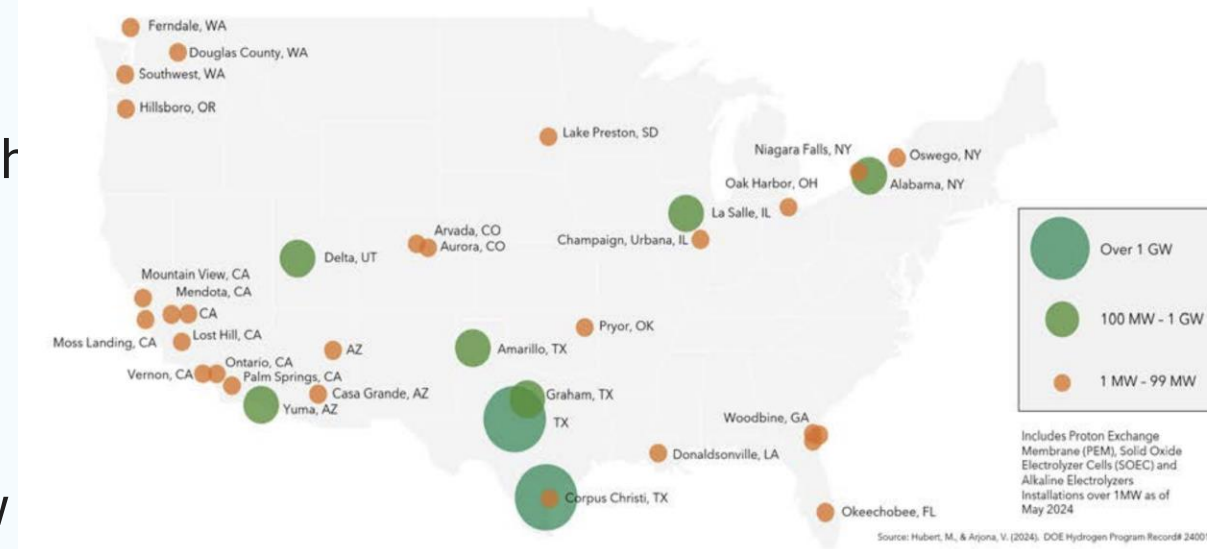 Ferndale, WA
Douglas County, WA
Southwest, WA
Hillsboro, OR
Lake Preston, SD
Niagara Falls, NY
Oswego, NY
Oak Harbor, OH
Alabama, NY
La Salle, IL
Arvada, CO
Aurora, CO
Champaign, Urbana, IL
Delta, UT
Mountain View, CA
Mendota, CA
CA
Lost Hill, CA
Moss Landing, CA
Pryor, OK
AZ
Amarillo, TX
Ontario, CA
Vernon, CA
Palm Springs, CA
Casa Grande, AZ
Yuma, AZ
Graham, TX
TX
Woodbine, GA
Donaldsonville, LA
Corpus Christi, TX
Okeechobee, FL
Over 1 GW
100 MW - 1 GW
1 MW - 99 MW
Includes Proton Exchange
Membrane (PEM), Solid Oxide
Electrolyzer Cells (SOEC) and
Alkaline Electrolyzers
Installations over 1MW as of
May 2024
Source: Hubert, M., & Arjona, V. (2024). DOE Hydrogen Program Record# 24001